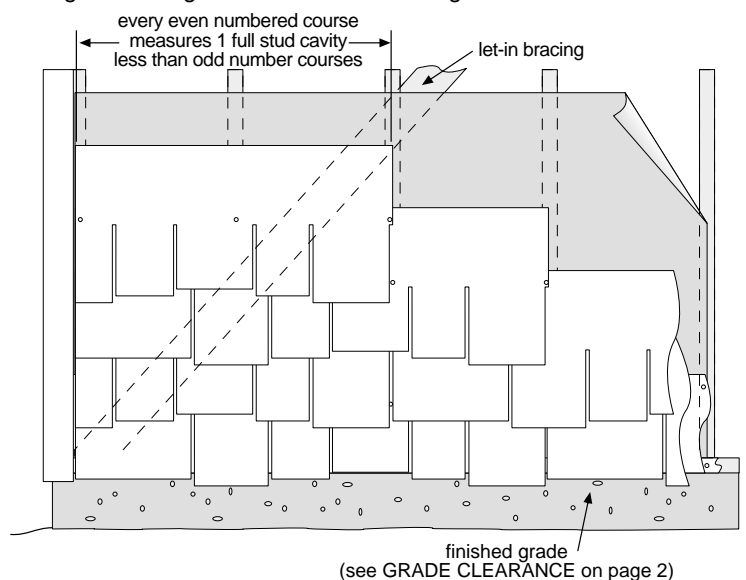 every even numbered course
measures 1 full stud cavity
less than odd number courses
let-in bracing
finished grade
(see GRADE CLEARANCE on page 2)